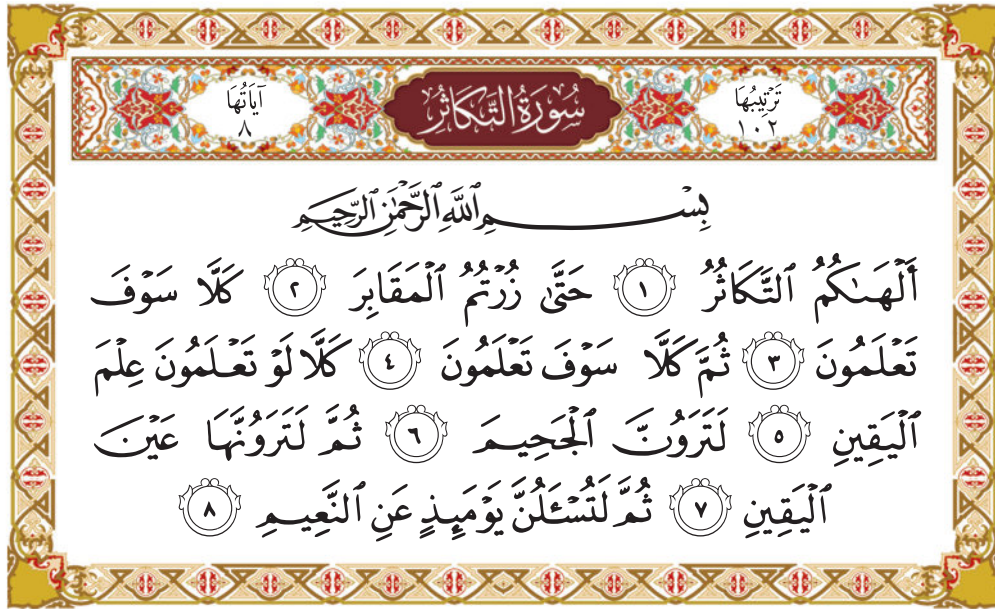 تَرْتِيبُهَا ١٠٢
سُورَةُ التَّكَاثُرِ
آيَاتُهَا ٨
بِسْمِ ٱللَّهِ ٱلرَّحْمَٰنِ ٱلرَّحِيمِ
أَلْهَىٰكُمُ ٱلتَّكَاثُرُ ١ حَتَّىٰ زُرْتُمُ ٱلْمَقَابِرَ ٢ كَلَّا سَوْفَ
تَعْلَمُونَ ٣ ثُمَّ كَلَّا سَوْفَ تَعْلَمُونَ ٤ كَلَّا لَوْ تَعْلَمُونَ عِلْمَ
ٱلْيَقِينِ ٥ لَتَرَوُنَّ ٱلْجَحِيمَ ٦ ثُمَّ لَتَرَوُنَّهَا عَيْنَ
ٱلْيَقِينِ ٧ ثُمَّ لَتُسْـَٔلُنَّ يَوْمَئِذٍ عَنِ ٱلنَّعِيمِ ٨